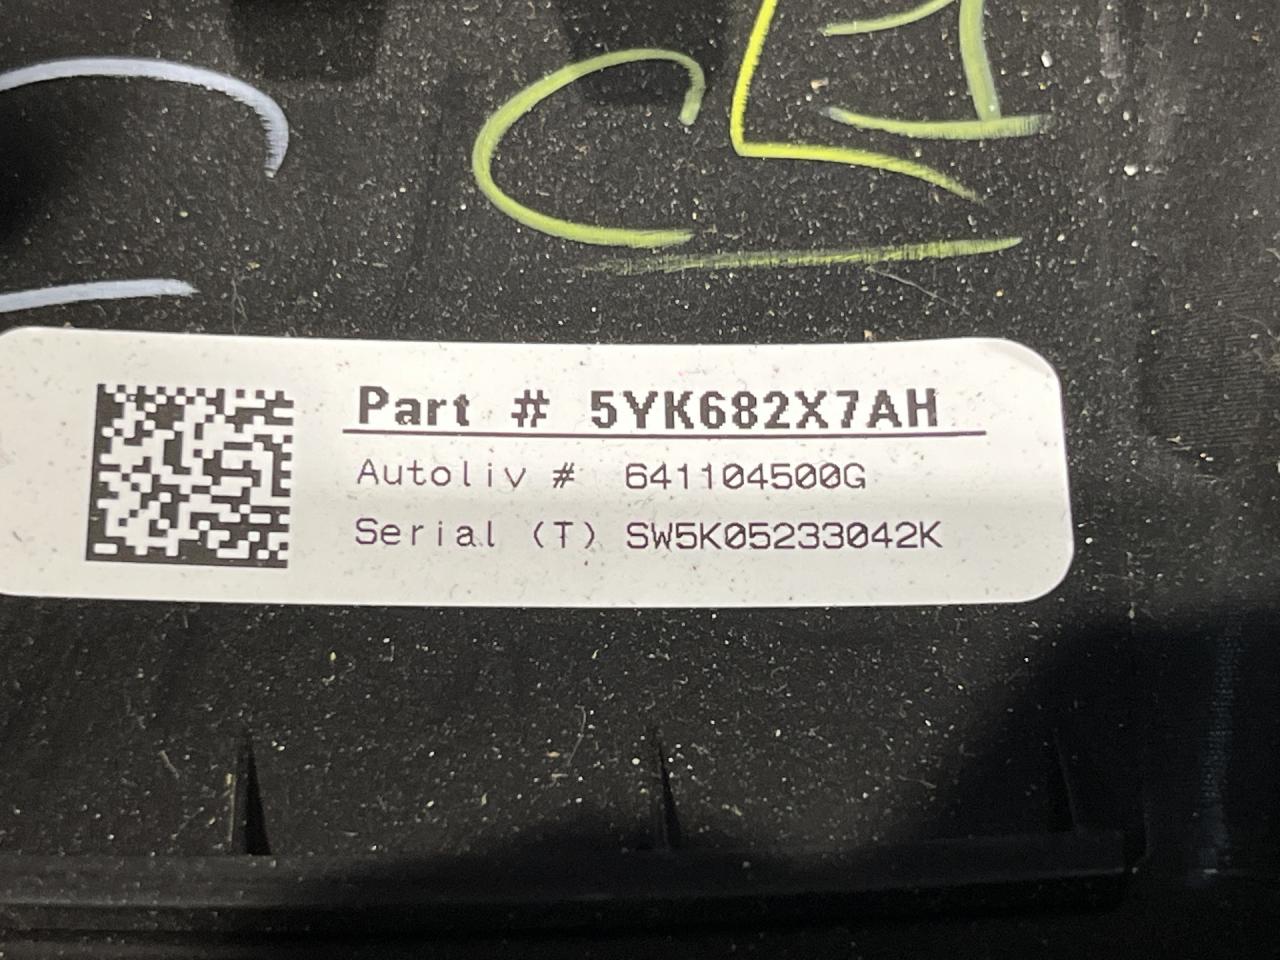 Part # 5YK682X7AH
Autoliv # 641104500G
Serial (T) SW5K05233042K